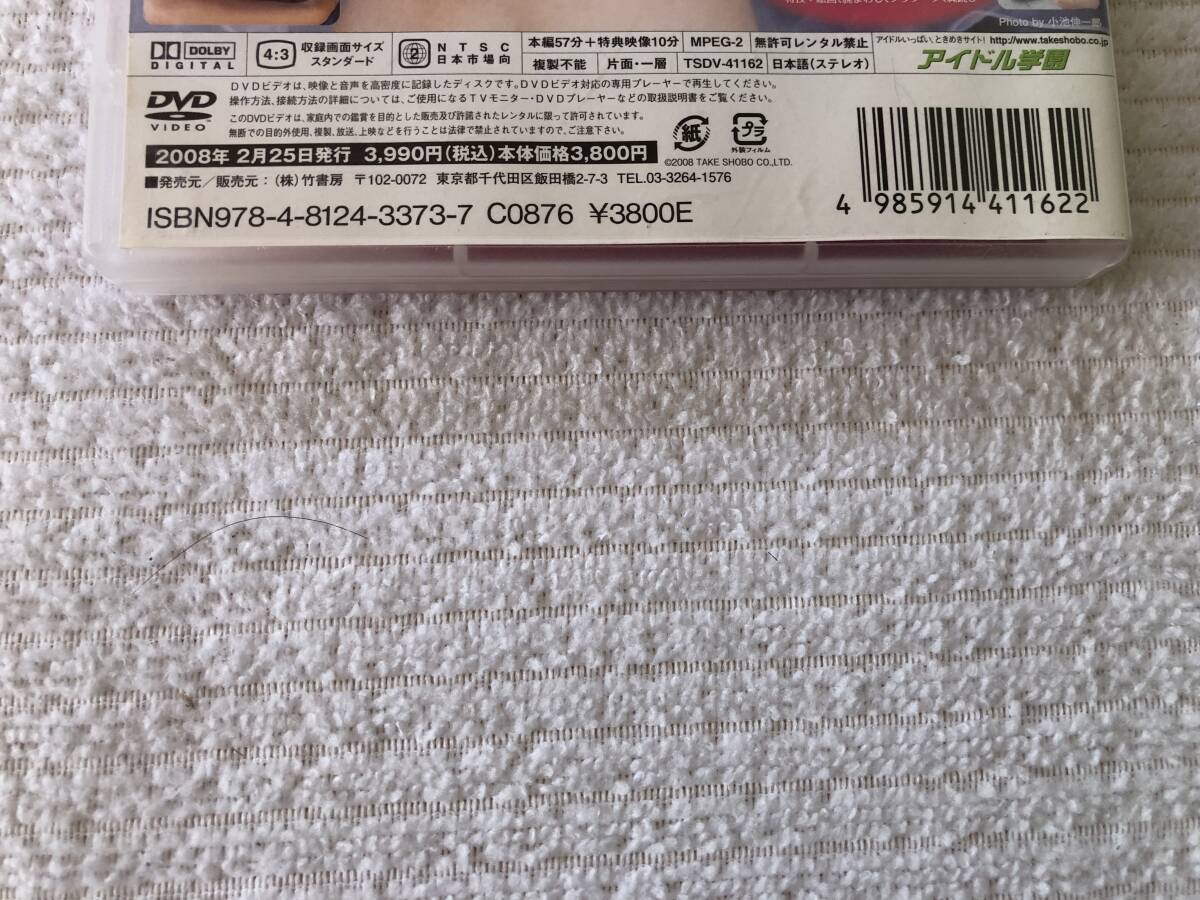 Photo by 小池伸一郎
DOLBY
DIGITAL
4:3
収録画面サイズ
スタンダード
2
NTSC
日本市場向
本編57分+特典映像10分
MPEG-2
無許可レンタル禁止
複製不能
片面・一層
TSDV-41162
日本語(ステレオ)
アイドルいっぱい、ときめきサイト! http://www.takeshobo.co.jp
アイドル学園
DVD
VIDEO
DVDビデオは、映像と音声を高密度に記録したディスクです。DVDビデオ対応の専用プレーヤーで再生してください。
操作方法、接続方法の詳細については、ご使用になるTVモニター・DVDプレーヤーなどの取扱説明書をご覧ください。
このDVDビデオは、家庭内での鑑賞を目的とした販売及び許諾されたレンタルに限って許可されています。
無断での目的外使用、複製、放送、上映などを行うことは法律で禁止されていますので、ご注意下さい。
紙
プラ
外装フィルム
2008年 2月25日発行 3,990円(税込)本体価格3,800円
©2008 TAKE SHOBO CO.,LTD.
■発売元/販売元:(株)竹書房 〒102-0072 東京都千代田区飯田橋2-7-3 TEL.03-3264-1576
ISBN978-4-8124-3373-7 C0876 ¥3800E
4 985914 411622